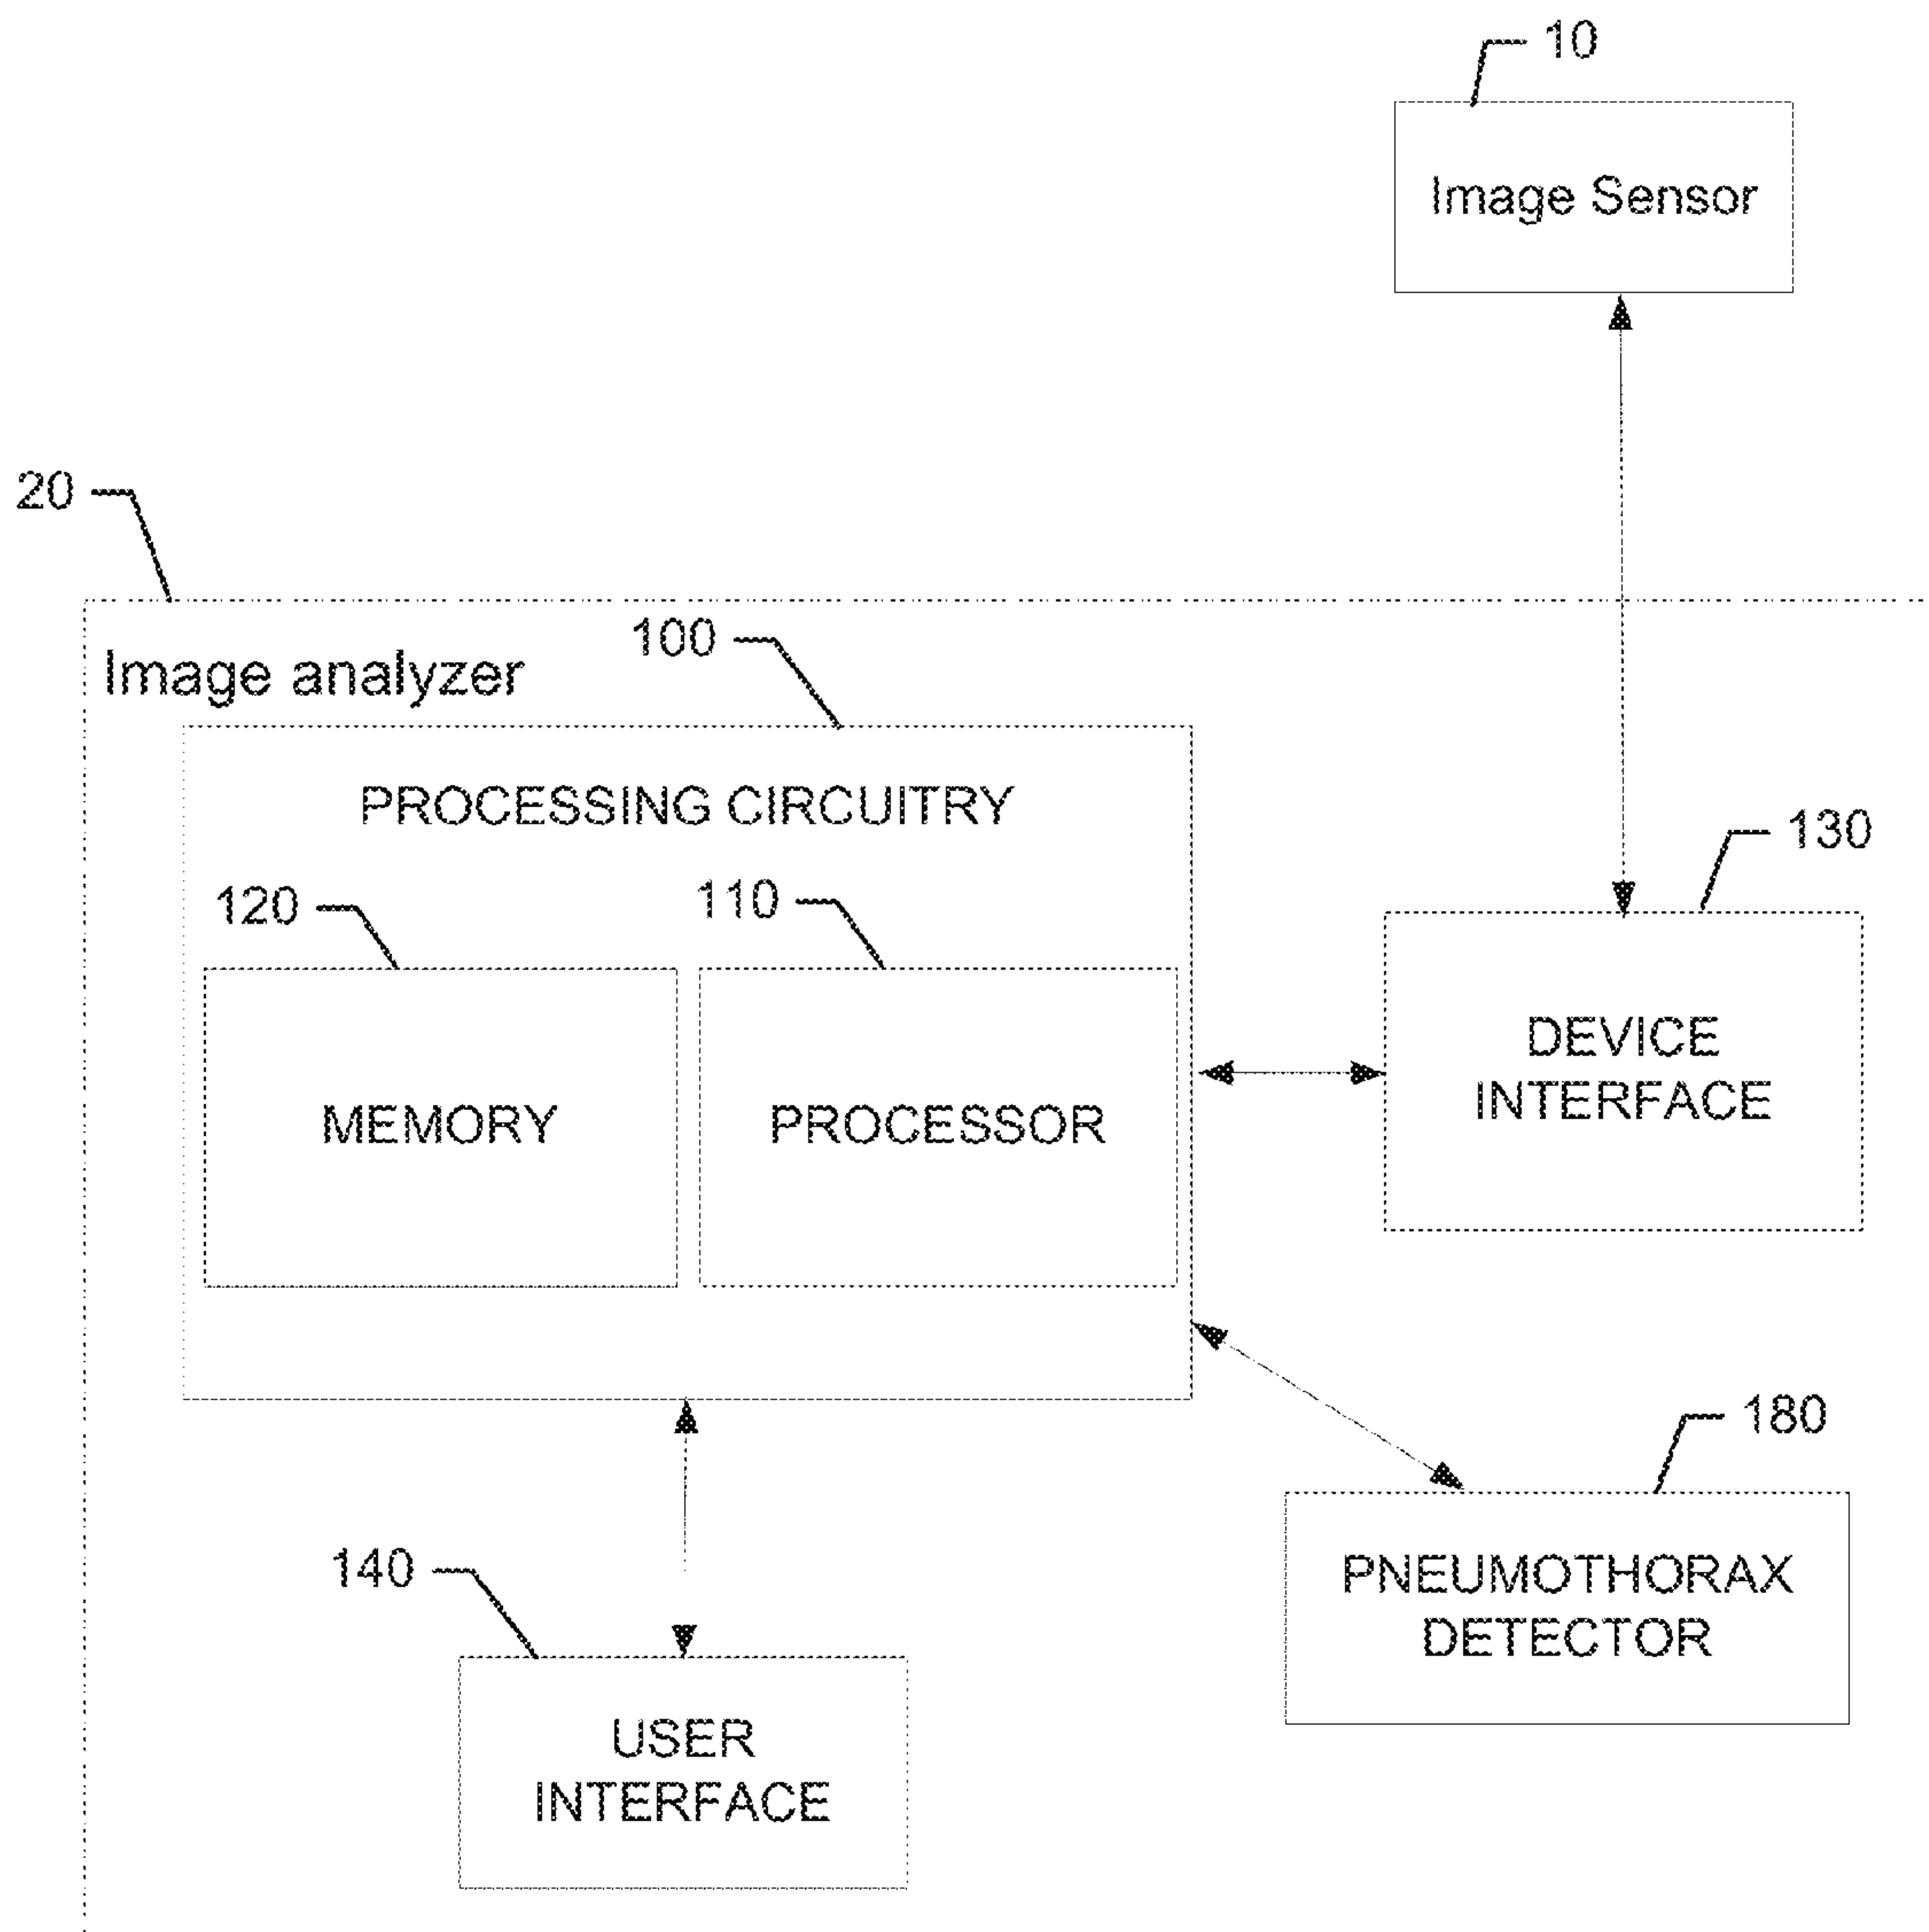 10
Image Sensor
20
100
Image analyzer
PROCESSING CIRCUITRY
130
120
110
DEVICE
INTERFACE
MEMORY
PROCESSOR
180
140
PNEUMOTHORAX
DETECTOR
USER
INTERFACE